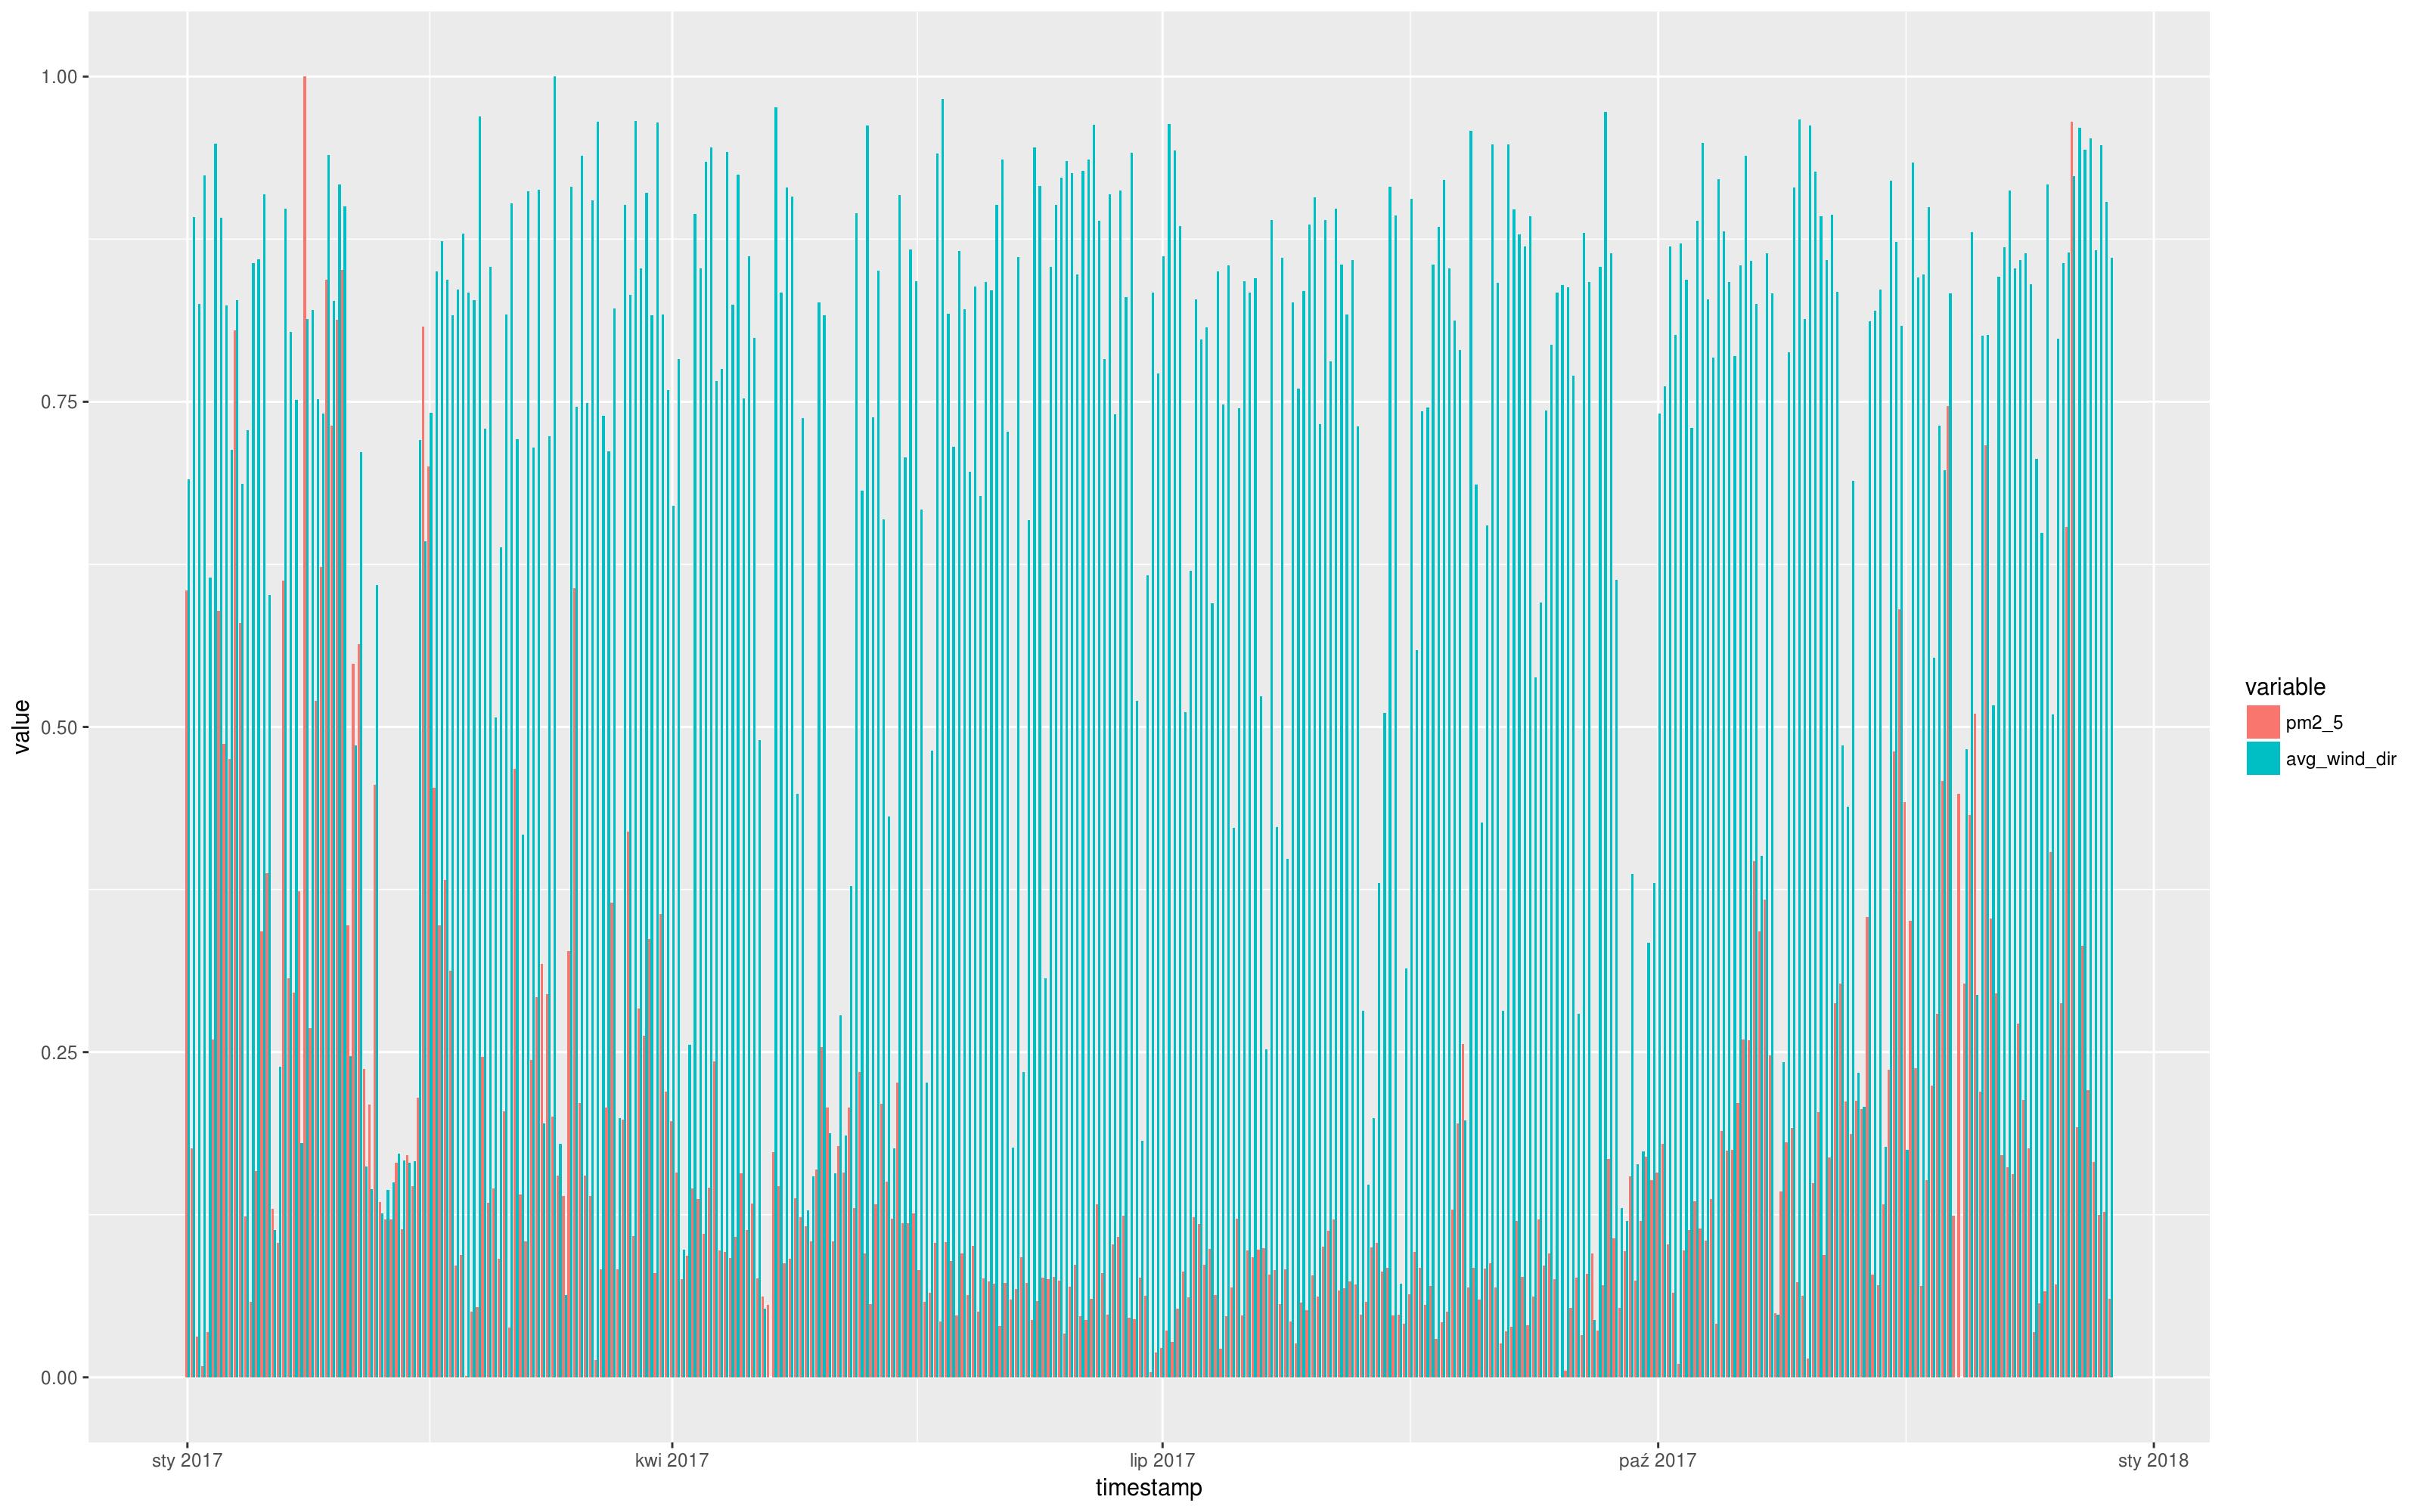 1.00
0.75
0.50
0.25
0.00
value
sty 2017
kwi 2017
lip 2017
paź 2017
sty 2018
timestamp
variable
pm2_5
avg_wind_dir